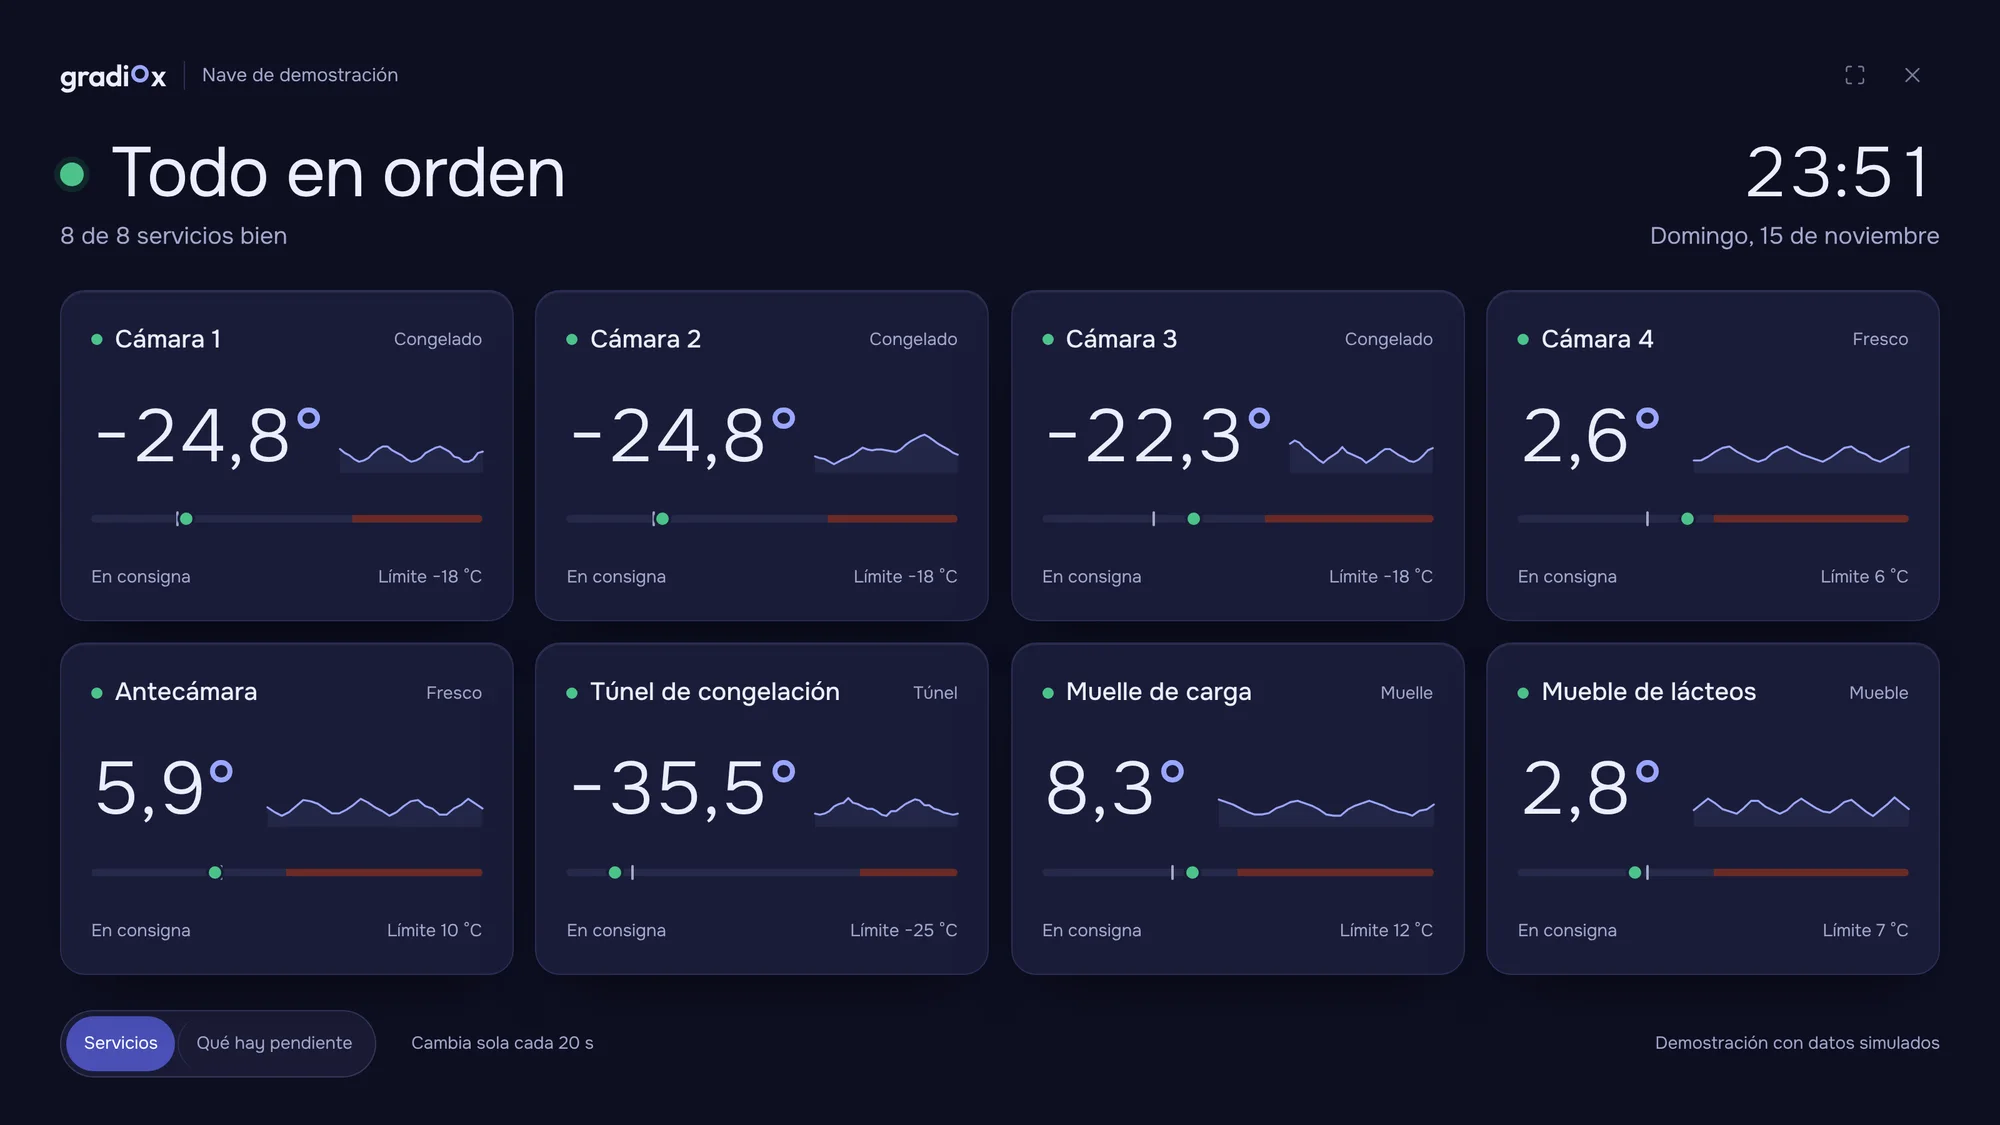 gradiox Nave de demostración
Todo en orden
23:51
8 de 8 servicios bien
Domingo, 15 de noviembre
Cámara 1 Congelado
-24,8°
En consigna Límite -18 °C
Cámara 2 Congelado
-24,8°
En consigna Límite -18 °C
Cámara 3 Congelado
-22,3°
En consigna Límite -18 °C
Cámara 4 Fresco
2,6°
En consigna Límite 6 °C
Antecámara Fresco
5,9°
En consigna Límite 10 °C
Túnel de congelación Túnel
-35,5°
En consigna Límite -25 °C
Muelle de carga Muelle
8,3°
En consigna Límite 12 °C
Mueble de lácteos Mueble
2,8°
En consigna Límite 7 °C
Servicios Qué hay pendiente Cambia sola cada 20 s
Demostración con datos simulados